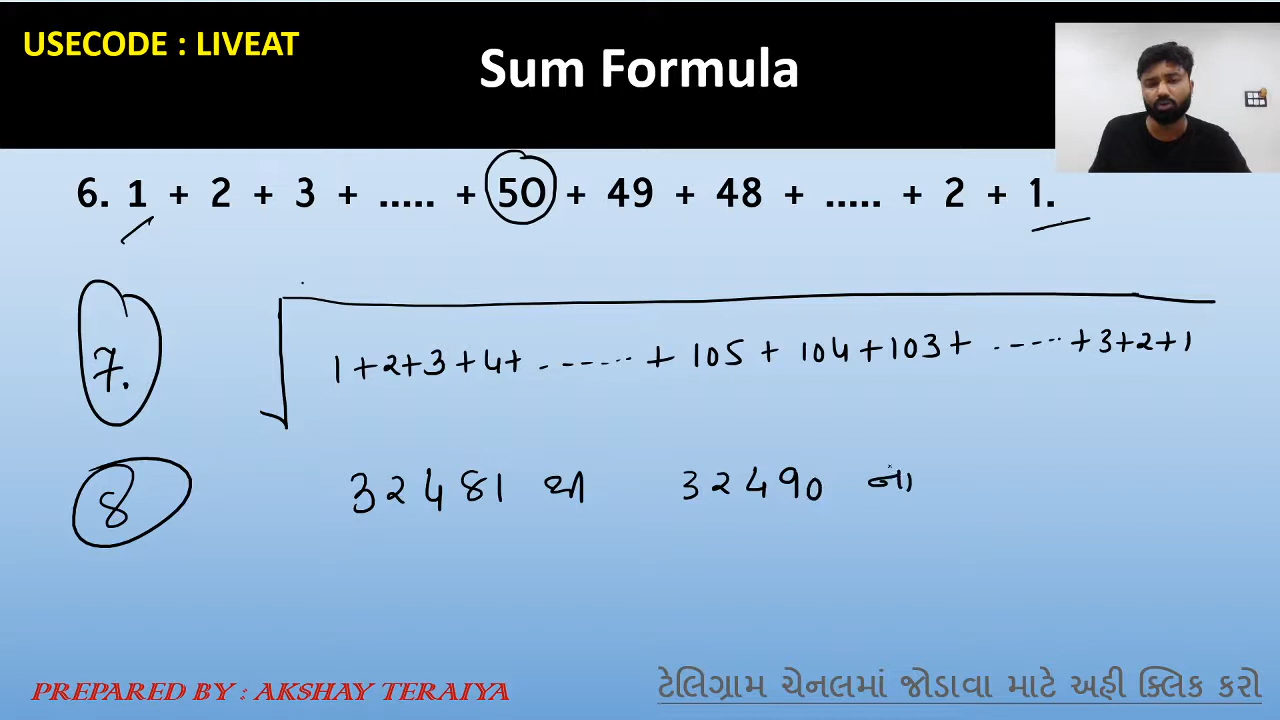 USECODE : LIVEAT
Sum Formula
6. 1 + 2 + 3 + ..... + 50 + 49 + 48 + ..... + 2 + 1.
7. √1+2+3+4+ ....... + 105 + 104+103+ ...... +3+2+1
8 32481 થી 32490 ના
PREPARED BY : AKSHAY TERAIYA
ટેલિગ્રામ ચેનલમાં જોડાવા માટે અહી ક્લિક કરો